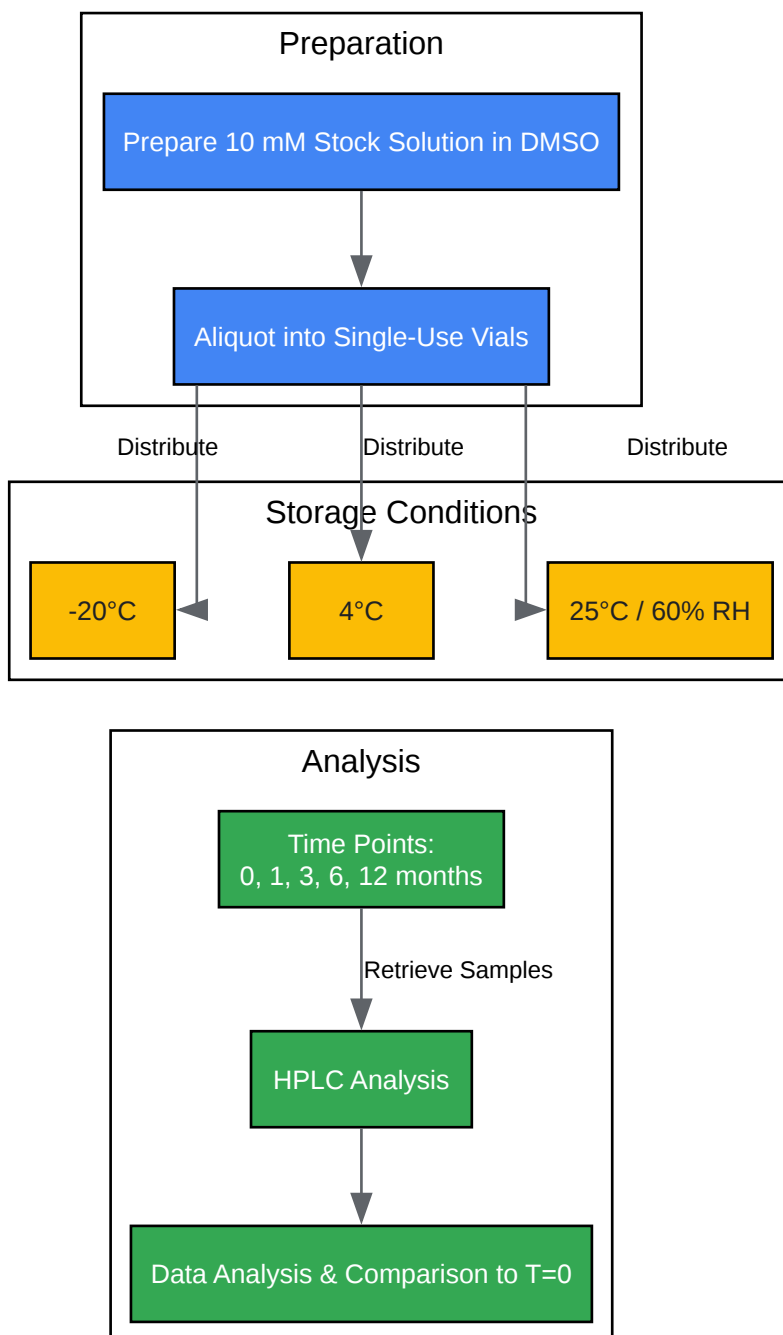 Preparation
Prepare 10 mM Stock Solution in DMSO
Aliquot into Single-Use Vials
Distribute
Distribute
Distribute
Storage Conditions
-20°C
4°C
25°C / 60% RH
Analysis
Time Points:
0, 1, 3, 6, 12 months
Retrieve Samples
HPLC Analysis
Data Analysis & Comparison to T=0